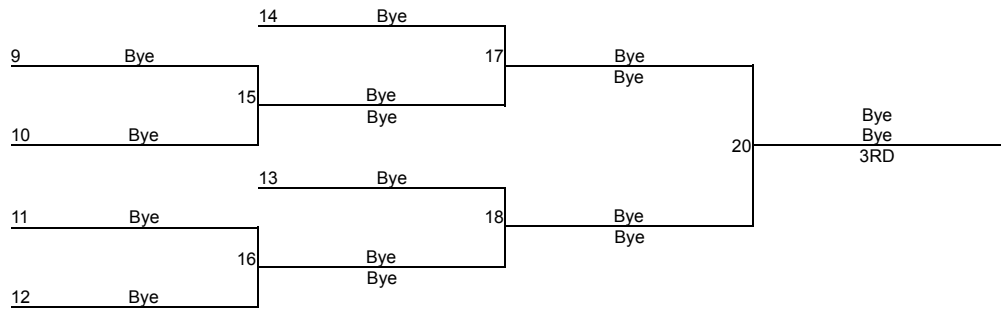 14 Bye
9 Bye
17 Bye
Bye
15 Bye
Bye
10 Bye
20 Bye
Bye
3RD
13 Bye
11 Bye
18 Bye
Bye
16 Bye
Bye
12 Bye